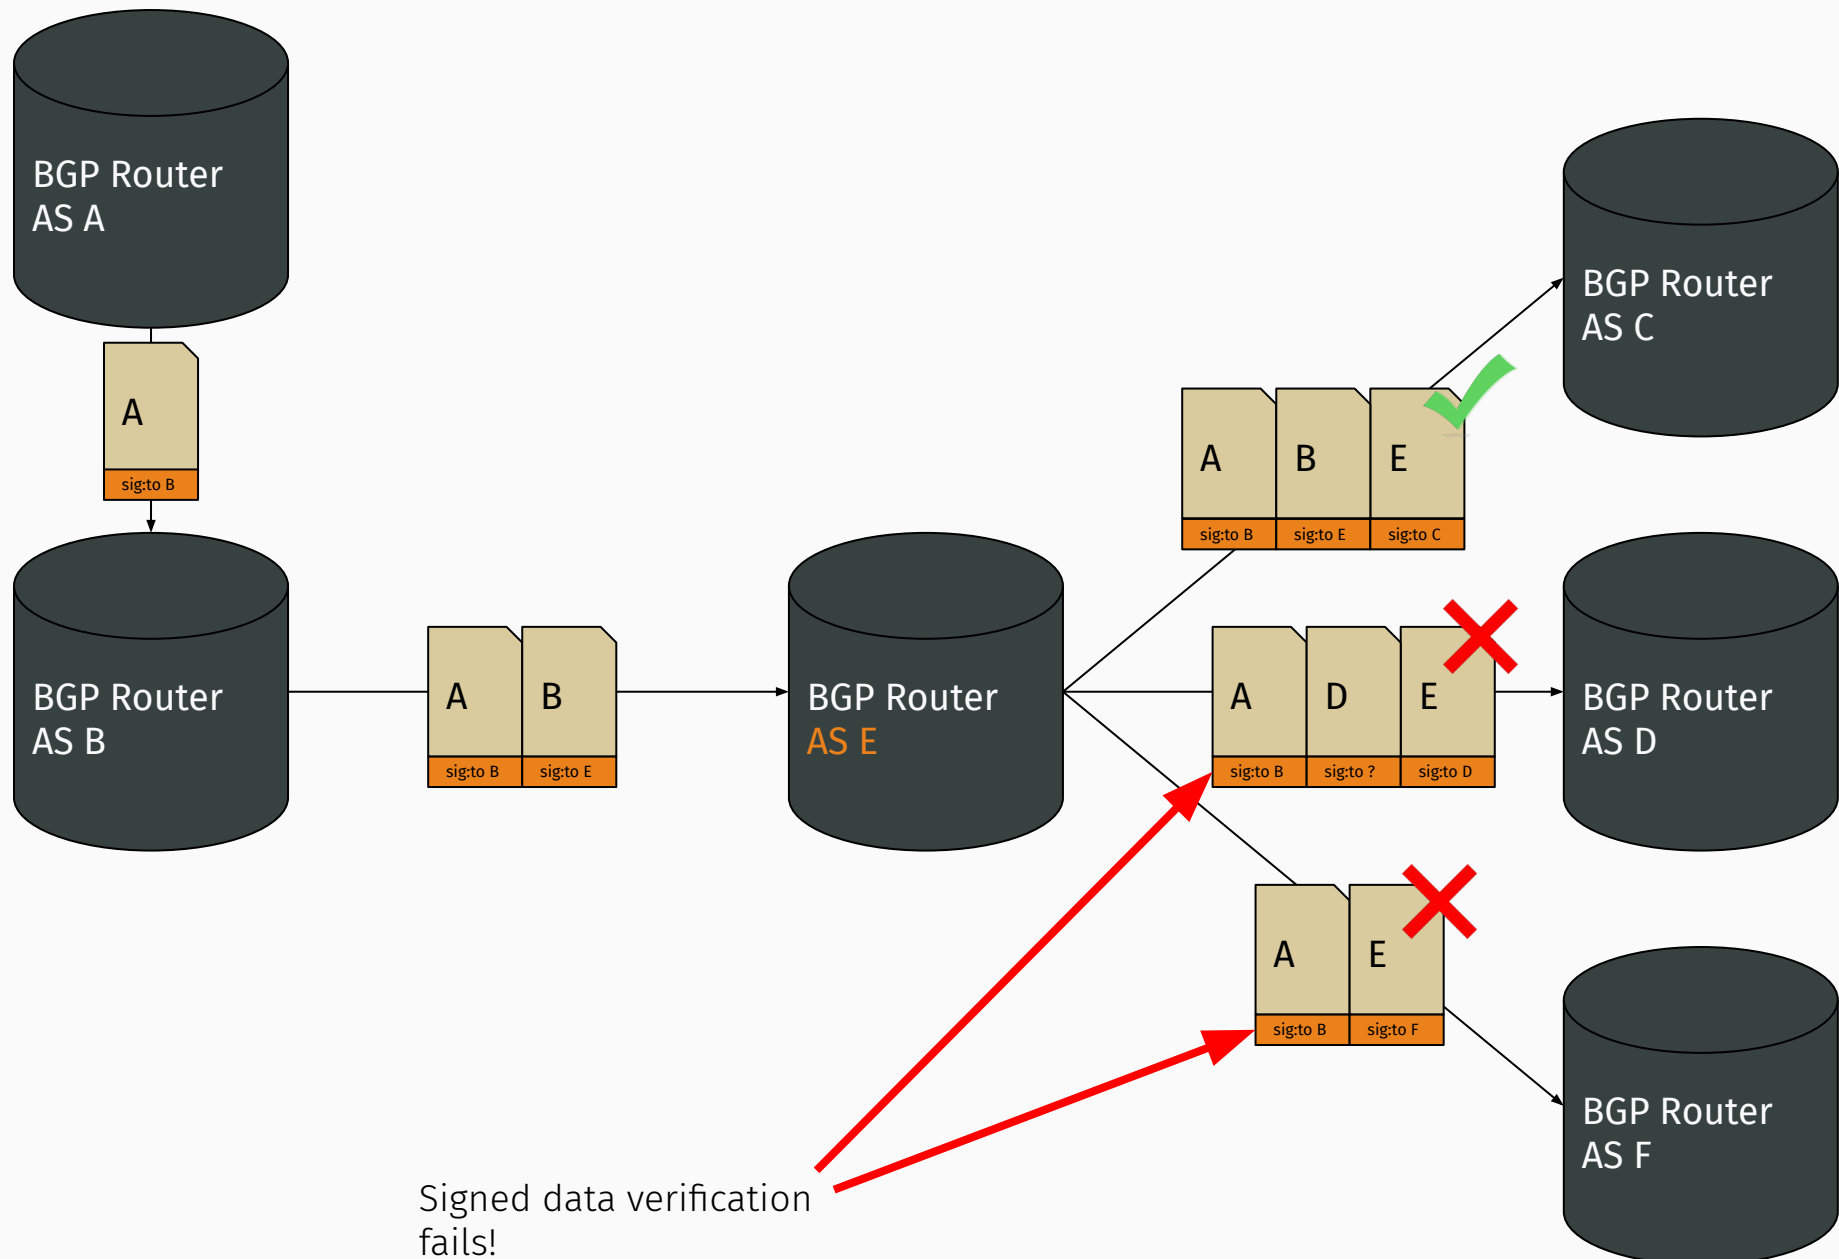 BGP Router
AS A
A
sig:to B
BGP Router
AS B
A B
sig:to B sig:to E
BGP Router
AS E
A B E
sig:to B sig:to E sig:to C
BGP Router
AS C
A D E
sig:to B sig:to ? sig:to D
BGP Router
AS D
A E
sig:to B sig:to F
BGP Router
AS F
Signed data verification
fails!